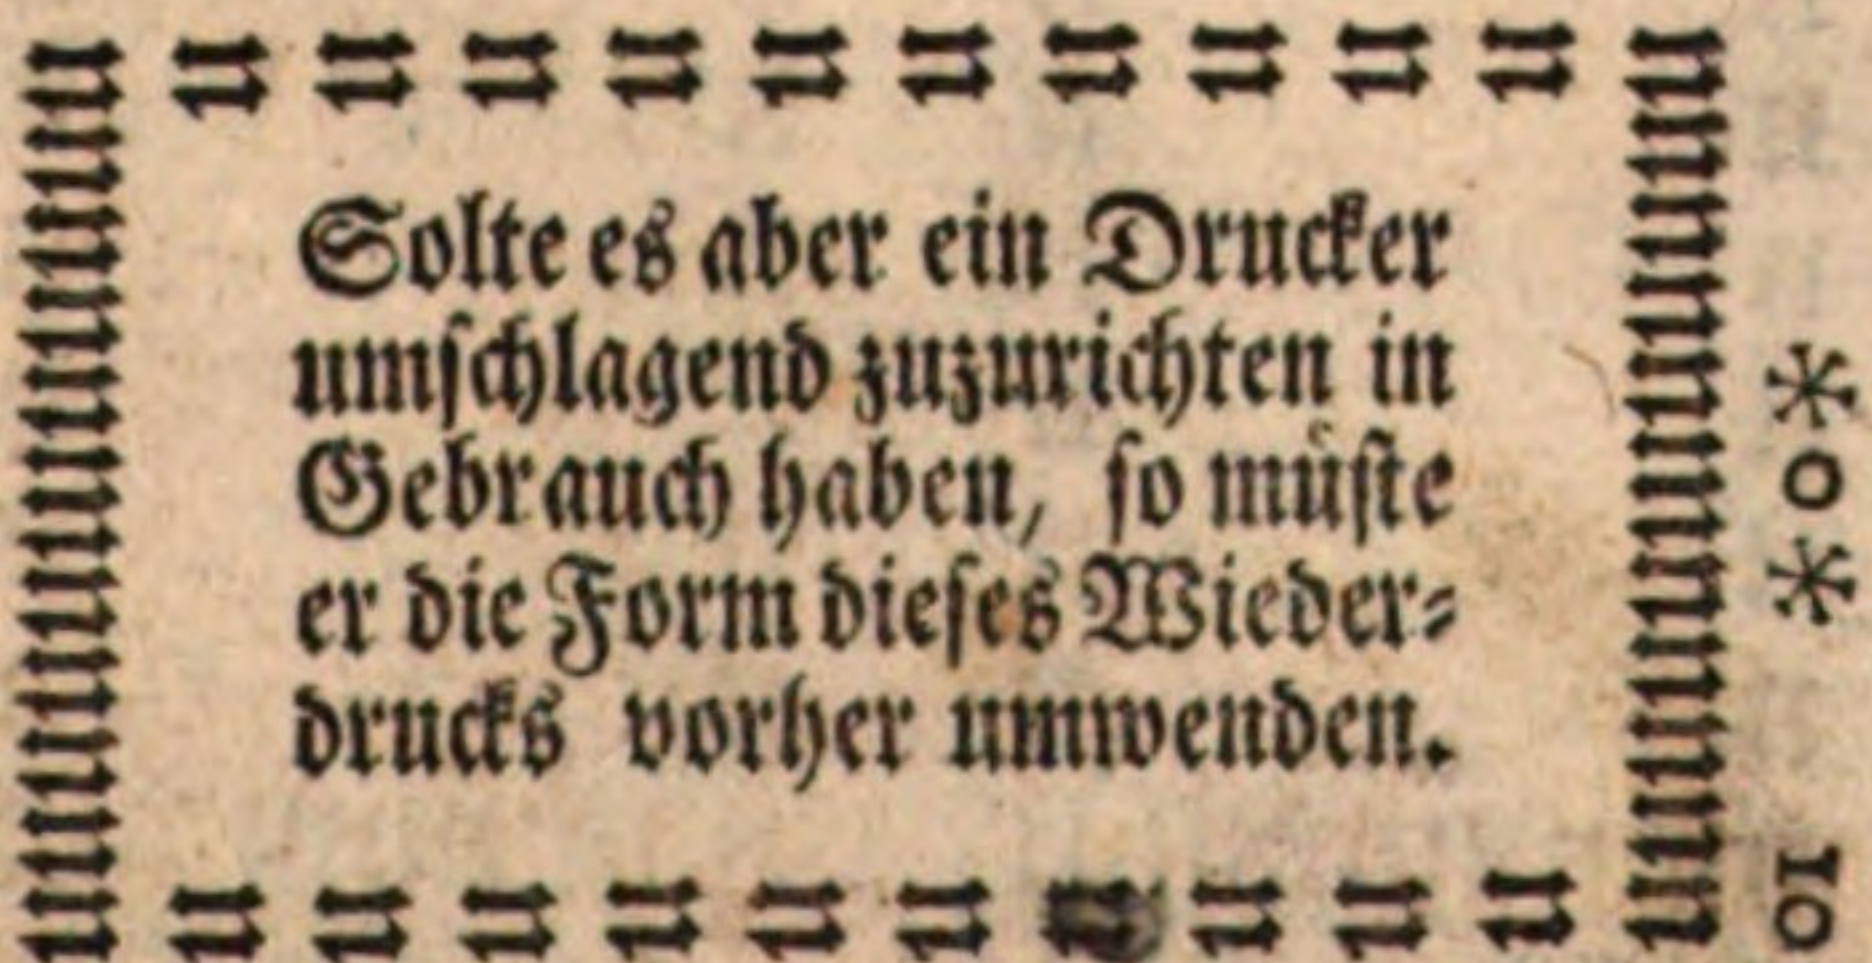 Solte es aber ein Drucker
umſchlagend zuzurichten in
Gebrauch haben, ſo müſte
er die Form dieſes Wieder⸗
drucks vorher umwenden.
* o *
10